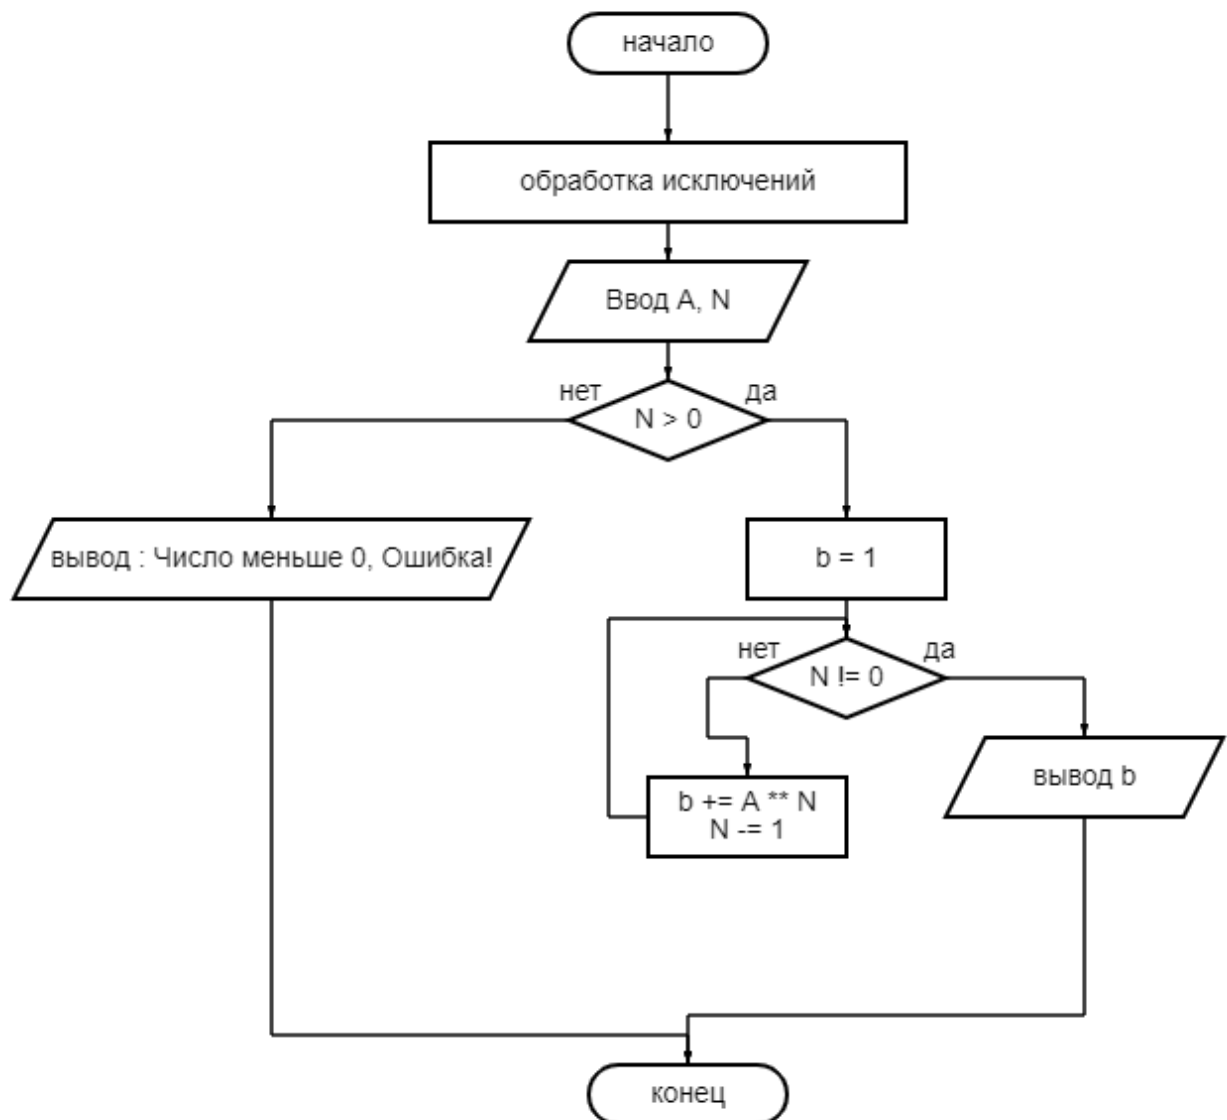 начало
обработка исключений
Ввод A, N
нет
да
N > 0
вывод : Число меньше 0, Ошибка!
b = 1
нет
да
N != 0
b += A ** N
N -= 1
вывод b
конец